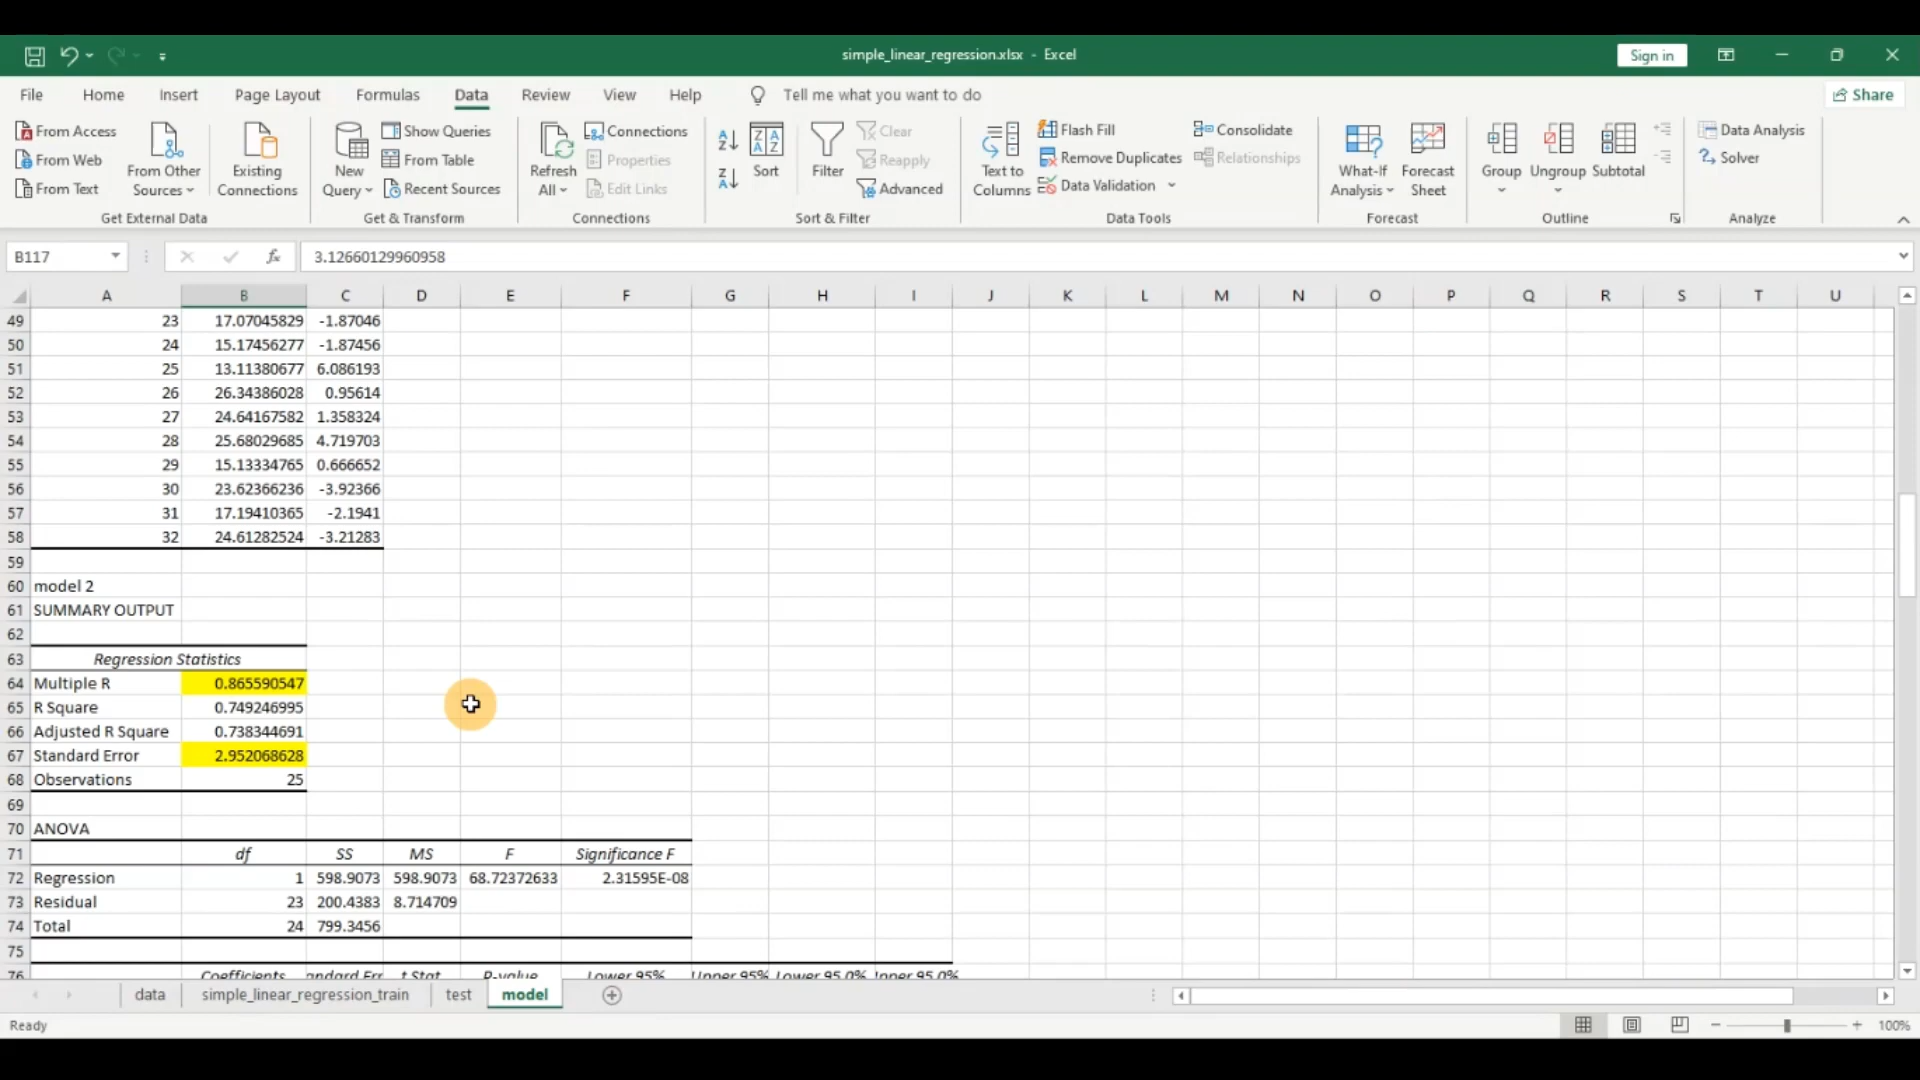 simple_linear_regression.xlsx - Excel
Sign in
File Home Insert Page Layout Formulas Data Review View Help Tell me what you want to do Share
From Access
From Web
From Text
From Other Sources
Existing Connections
Get External Data
New Query
Show Queries
From Table
Recent Sources
Get & Transform
Refresh All
Connections
Properties
Edit Links
Connections
Sort
Filter
Clear
Reapply
Advanced
Sort & Filter
Text to Columns
Flash Fill
Remove Duplicates
Data Validation
Consolidate
Relationships
Data Tools
What-If Analysis
Forecast Sheet
Forecast
Group
Ungroup
Subtotal
Outline
Data Analysis
Solver
Analyze
B117 fx 3.12660129960958
A B C D E F G H I J K L M N O P Q R S T U
49 23 17.07045829 -1.87046
50 24 15.17456277 -1.87456
51 25 13.11380677 6.086193
52 26 26.34386028 0.95614
53 27 24.64167582 1.358324
54 28 25.68029685 4.719703
55 29 15.13334765 0.666652
56 30 23.62366236 -3.92366
57 31 17.19410365 -2.1941
58 32 24.61282524 -3.21283
59
60 model 2
61 SUMMARY OUTPUT
62
63 Regression Statistics
64 Multiple R 0.865590547
65 R Square 0.749246995
66 Adjusted R Square 0.738344691
67 Standard Error 2.952068628
68 Observations 25
69
70 ANOVA
71 df SS MS F Significance F
72 Regression 1 598.9073 598.9073 68.72372633 2.31595E-08
73 Residual 23 200.4383 8.714709
74 Total 24 799.3456
75
76 Coefficients andard Err t Stat P-value Lower 95% Upper 95% Lower 95.0% Upper 95.0%
data simple_linear_regression_train test model
Ready 100%